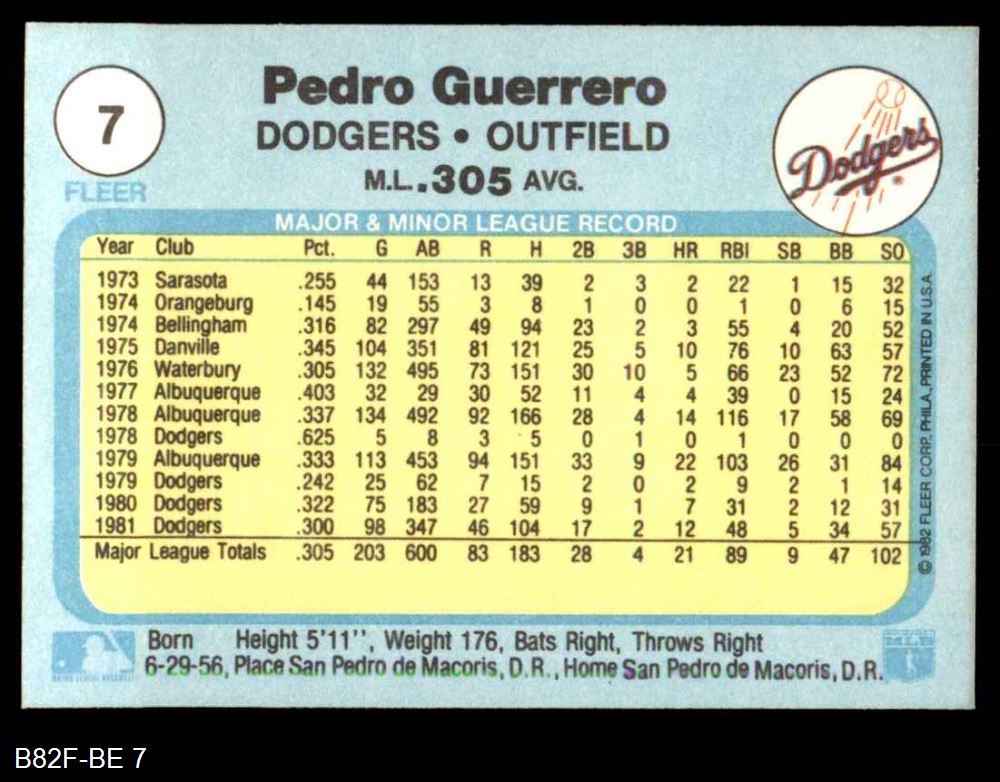 7
FLEER
Pedro Guerrero
DODGERS • OUTFIELD
M.L. .305 AVG.
Dodgers ®
MAJOR & MINOR LEAGUE RECORD
Year Club Pct. G AB R H 2B 3B HR RBI SB BB SO
1973 Sarasota .255 44 153 13 39 2 3 2 22 1 15 32
1974 Orangeburg .145 19 55 3 8 1 0 0 1 0 6 15
1974 Bellingham .316 82 297 49 94 23 2 3 55 4 20 52
1975 Danville .345 104 351 81 121 25 5 10 76 10 63 57
1976 Waterbury .305 132 495 73 151 30 10 5 66 23 52 72
1977 Albuquerque .403 32 29 30 52 11 4 4 39 0 15 24
1978 Albuquerque .337 134 492 92 166 28 4 14 116 17 58 69
1978 Dodgers .625 5 8 3 5 0 1 0 1 0 0 0
1979 Albuquerque .333 113 453 94 151 33 9 22 103 26 31 84
1979 Dodgers .242 25 62 7 15 2 0 2 9 2 1 14
1980 Dodgers .322 75 183 27 59 9 1 7 31 2 12 31
1981 Dodgers .300 98 347 46 104 17 2 12 48 5 34 57
Major League Totals .305 203 600 83 183 28 4 21 89 9 47 102
© 1982 FLEER CORP. PHILA., PRINTED IN U.S.A.
Born Height 5'11'', Weight 176, Bats Right, Throws Right
6-29-56, Place San Pedro de Macoris, D.R., Home San Pedro de Macoris, D.R.
MAJOR LEAGUE BASEBALL
B82F-BE 7